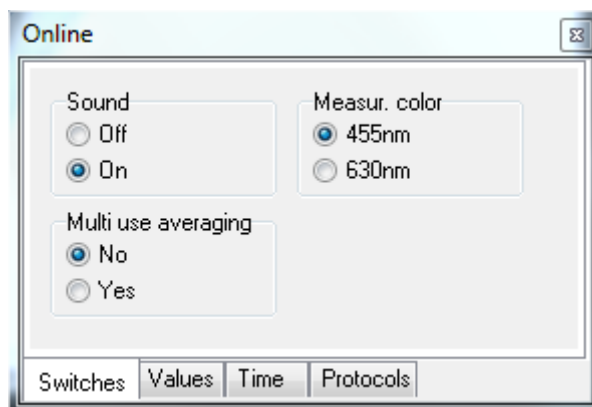 Online
Sound
Off
On
Measur. color
455nm
630nm
Multi use averaging
No
Yes
Switches Values Time Protocols